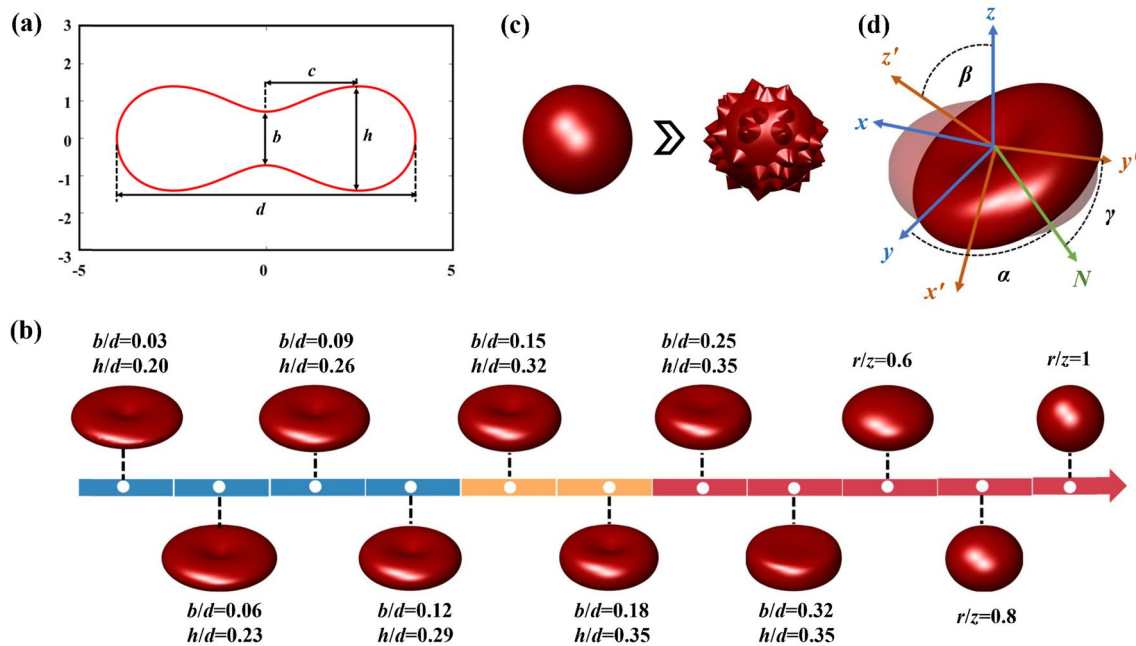 (a)
3
2
1
0
-1
-2
-3
-5
0
5
c
b
h
d
(c)
(d)
z
z'
β
x
y'
γ
y
α
x'
N
(b)
b/d=0.03
h/d=0.20
b/d=0.09
h/d=0.26
b/d=0.15
h/d=0.32
b/d=0.25
h/d=0.35
r/z=0.6
r/z=1
b/d=0.06
h/d=0.23
b/d=0.12
h/d=0.29
b/d=0.18
h/d=0.35
b/d=0.32
h/d=0.35
r/z=0.8